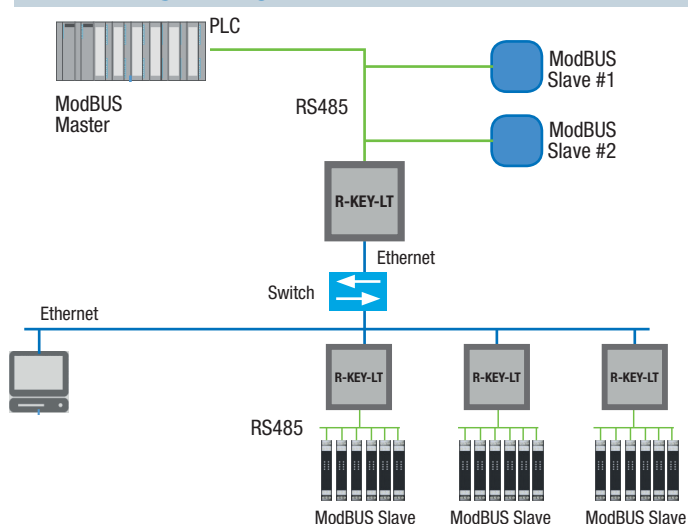 PLC
ModBUS
Master
RS485
ModBUS
Slave #1
ModBUS
Slave #2
R-KEY-LT
Ethernet
Switch
Ethernet
R-KEY-LT
R-KEY-LT
R-KEY-LT
RS485
ModBUS Slave
ModBUS Slave
ModBUS Slave